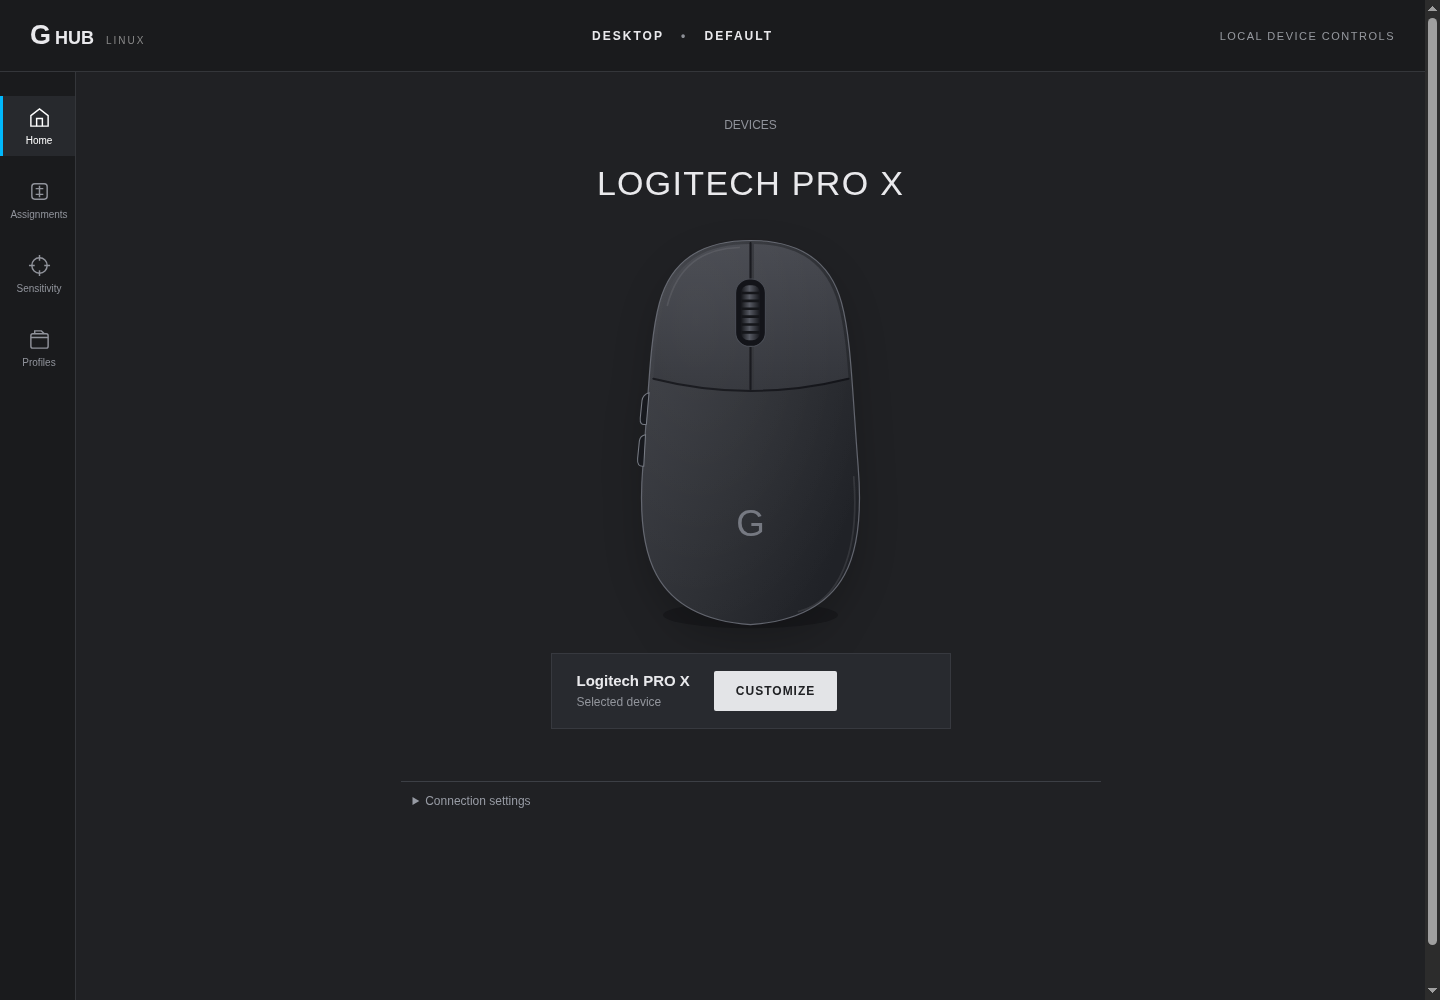 G HUB LINUX
DESKTOP • DEFAULT
LOCAL DEVICE CONTROLS
Home
Assignments
Sensitivity
Profiles
DEVICES
LOGITECH PRO X
G
Logitech PRO X
Selected device
CUSTOMIZE
Connection settings